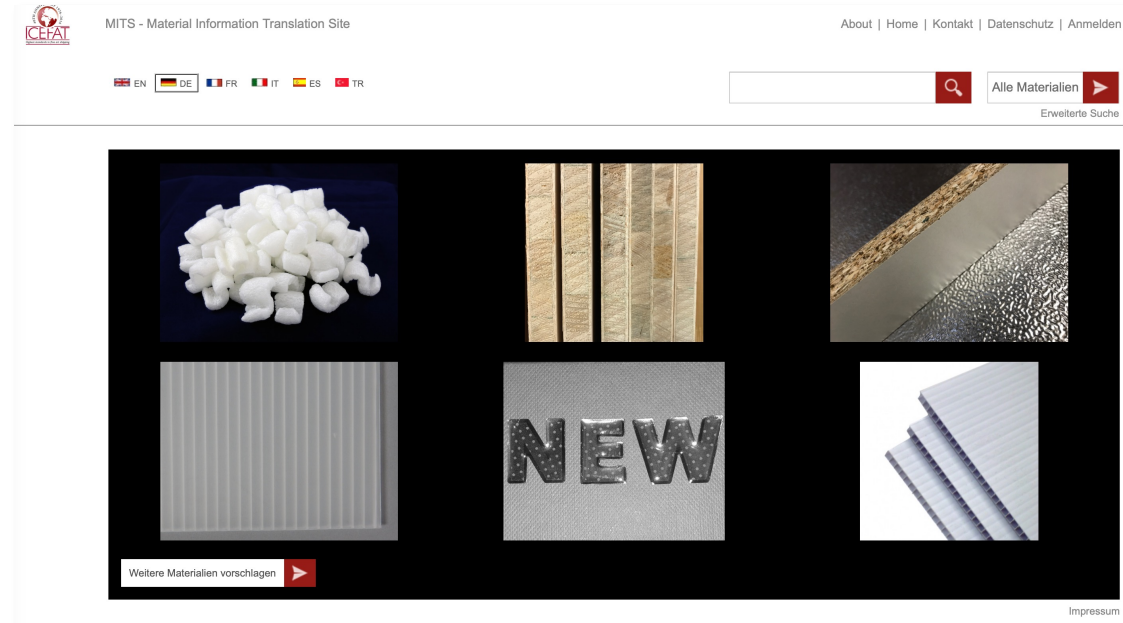 ICEFAT
MITS - Material Information Translation Site
About | Home | Kontakt | Datenschutz | Anmelden
EN DE FR IT ES TR
Alle Materialien
Erweiterte Suche
NEW
Weitere Materialien vorschlagen
Impressum